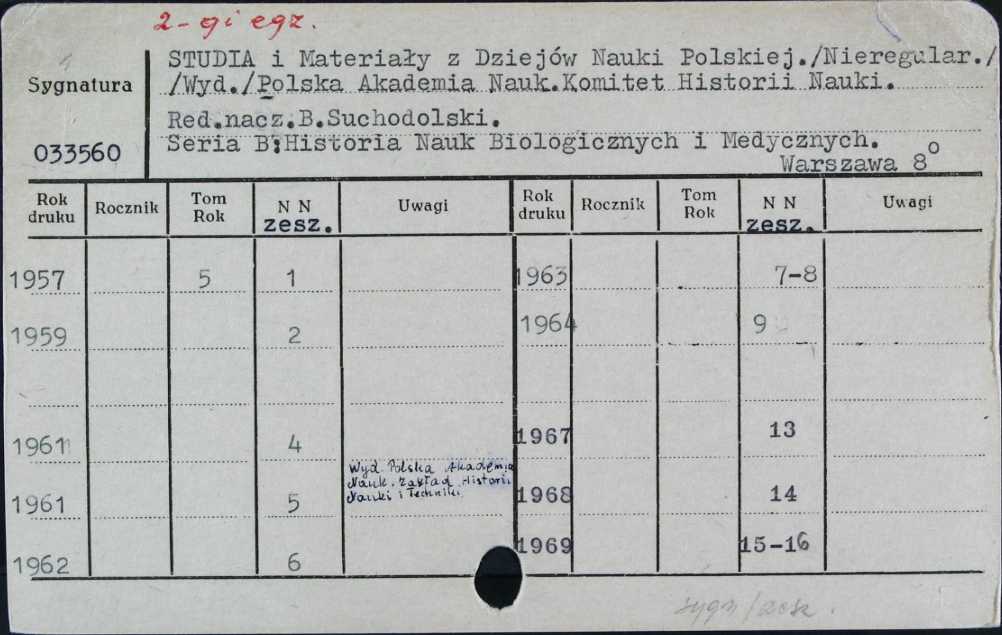 2-gi egz.
STUDIA i Materiały z Dziejów Nauki Polskiej./Nieregular./
Sygnatura
/Wyd./Polska Akademia Nauk.Komitet Historii Nauki.
Red.nacz.B.Suchodolski.
033560
Seria B:Historia Nauk Biologicznych i Medycznych.
Warszawa 8°
Rok druku Rocznik Tom Rok N N zesz. Uwagi Rok druku Rocznik Tom Rok N N zesz. Uwagi
1957 5 1 1963 7-8
1959 2 1964 9
1961 4 1967 13
Wyd. Polska Akademia
Nauk. Zakład Historii
Nauki i Techniki.
1961 5 1968 14
1962 6 1969 15-16
sygn/zesz.